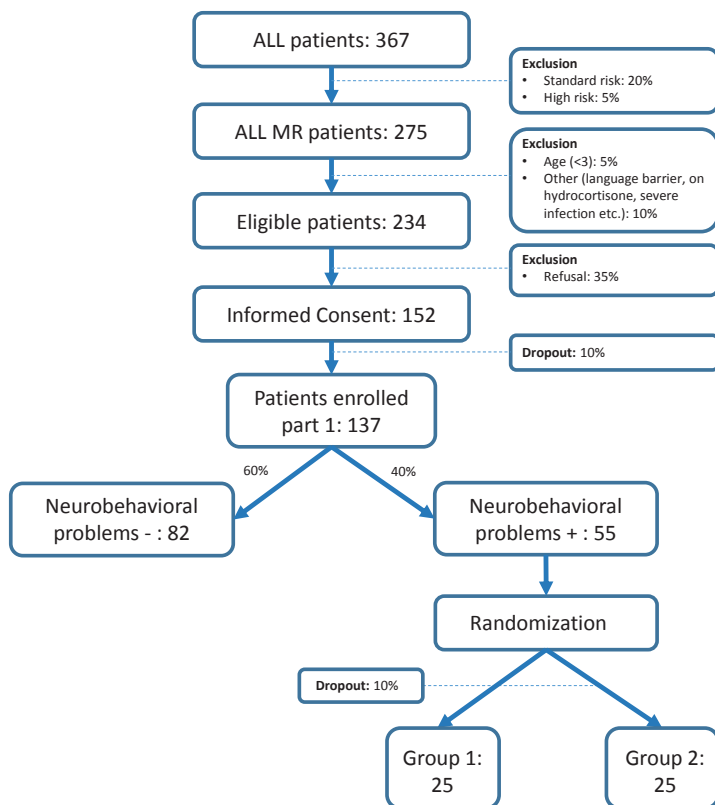 ALL patients: 367
Exclusion
• Standard risk: 20%
• High risk: 5%
ALL MR patients: 275
Exclusion
• Age (<3): 5%
• Other (language barrier, on
hydrocortisone, severe
infection etc.): 10%
Eligible patients: 234
Exclusion
• Refusal: 35%
Informed Consent: 152
Dropout: 10%
Patients enrolled
part 1: 137
60%
40%
Neurobehavioral
problems - : 82
Neurobehavioral
problems + : 55
Randomization
Dropout: 10%
Group 1:
25
Group 2:
25